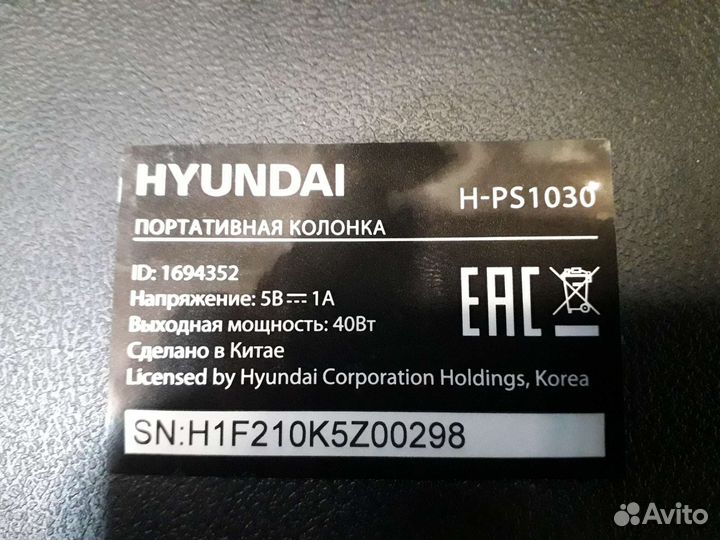 HYUNDAI
H-PS1030
ПОРТАТИВНАЯ КОЛОНКА
ID: 1694352
Напряжение: 5В⎓1А
Выходная мощность: 40Вт
Сделано в Китае
Licensed by Hyundai Corporation Holdings, Korea
EAC
SN:H1F210K5Z00298
Avito